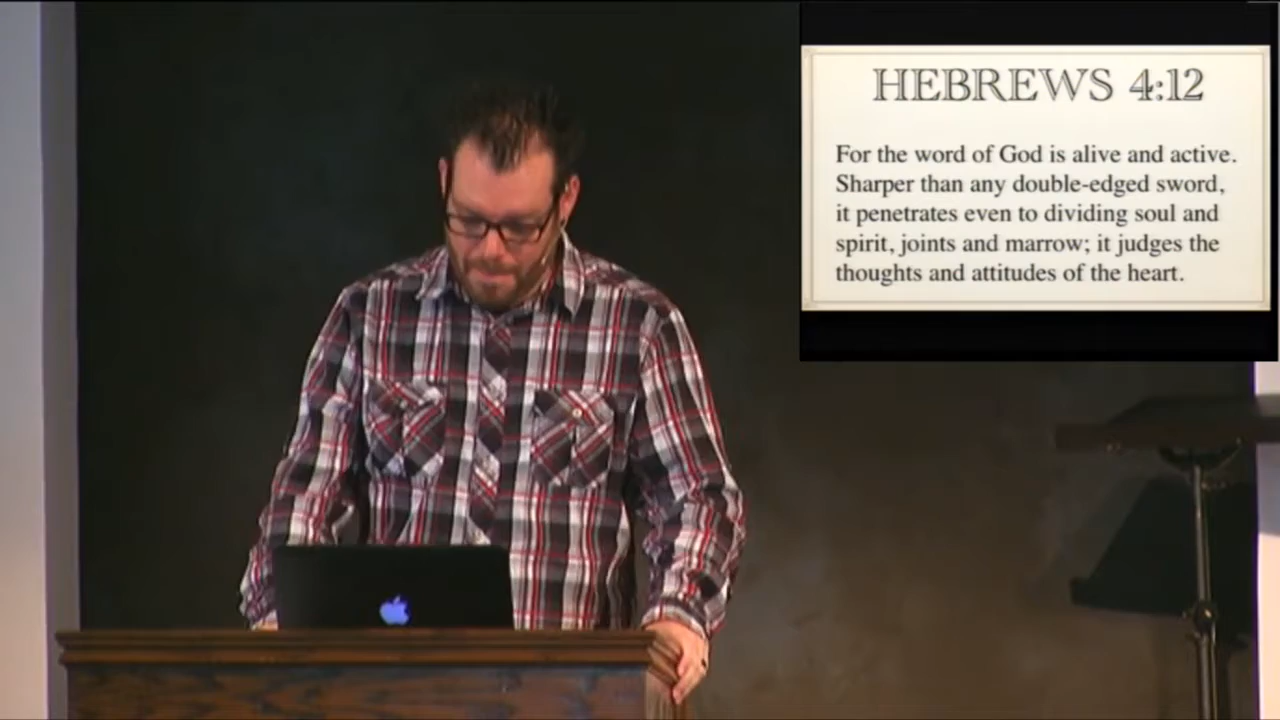 HEBREWS 4:12
For the word of God is alive and active.
Sharper than any double-edged sword,
it penetrates even to dividing soul and
spirit, joints and marrow; it judges the
thoughts and attitudes of the heart.